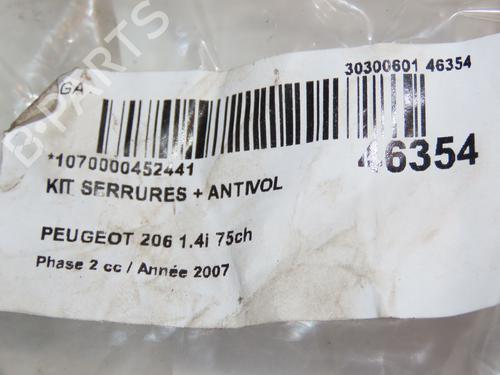 GA
30300601 46354
*1070000452441
46354
KIT SERRURES + ANTIVOL
PEUGEOT 206 1.4i 75ch
Phase 2 cc / Année 2007
B-PARTS